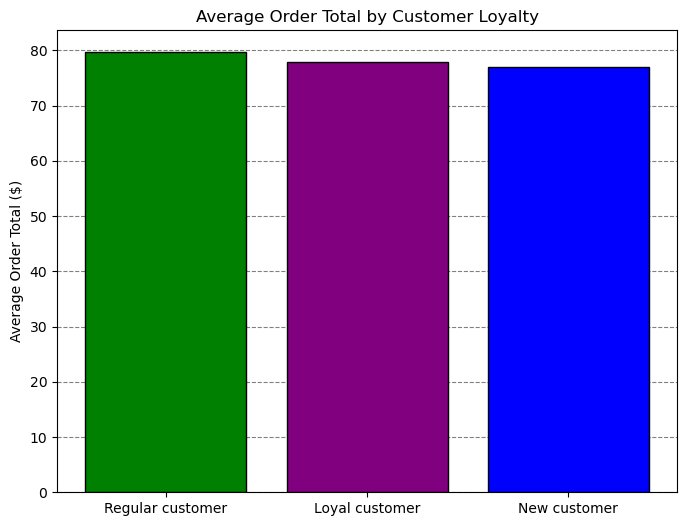 Average Order Total by Customer Loyalty
Average Order Total ($)
80
70
60
50
40
30
20
10
0
Regular customer
Loyal customer
New customer